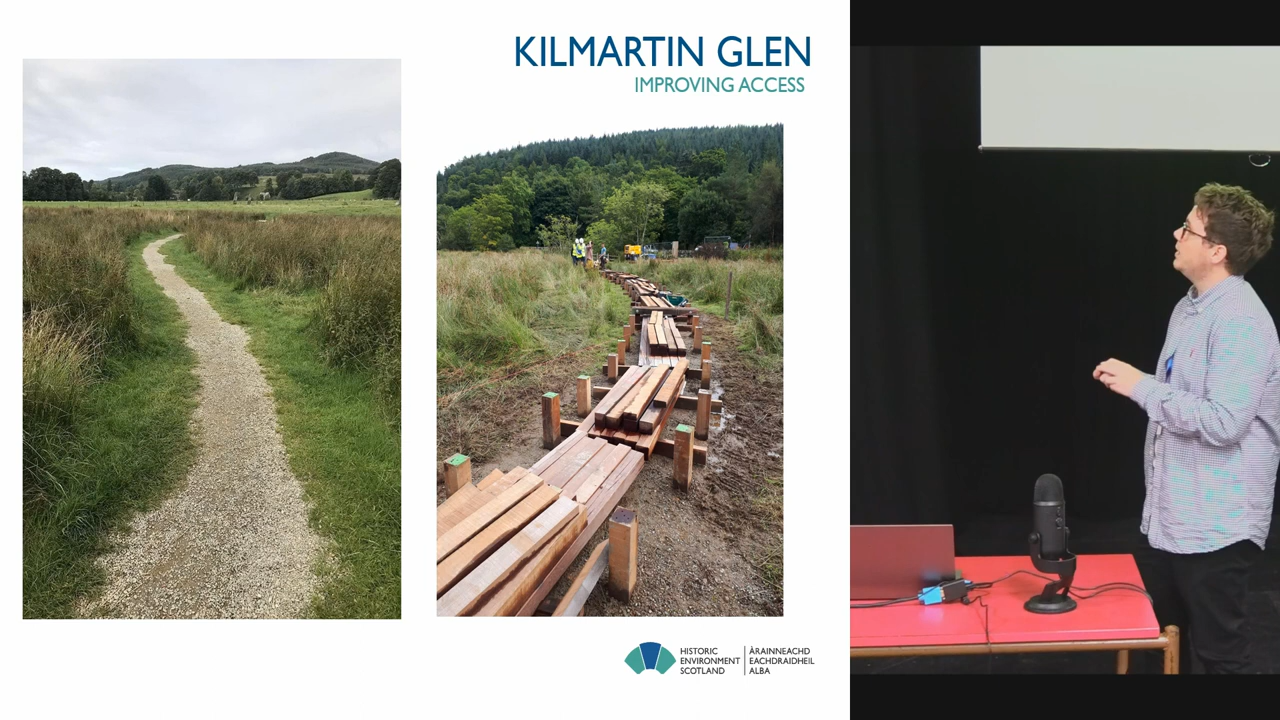 KILMARTIN GLEN
IMPROVING ACCESS
HISTORIC
ENVIRONMENT
SCOTLAND
ÀRAINNEACHD
EACHDRAIDHEIL
ALBA